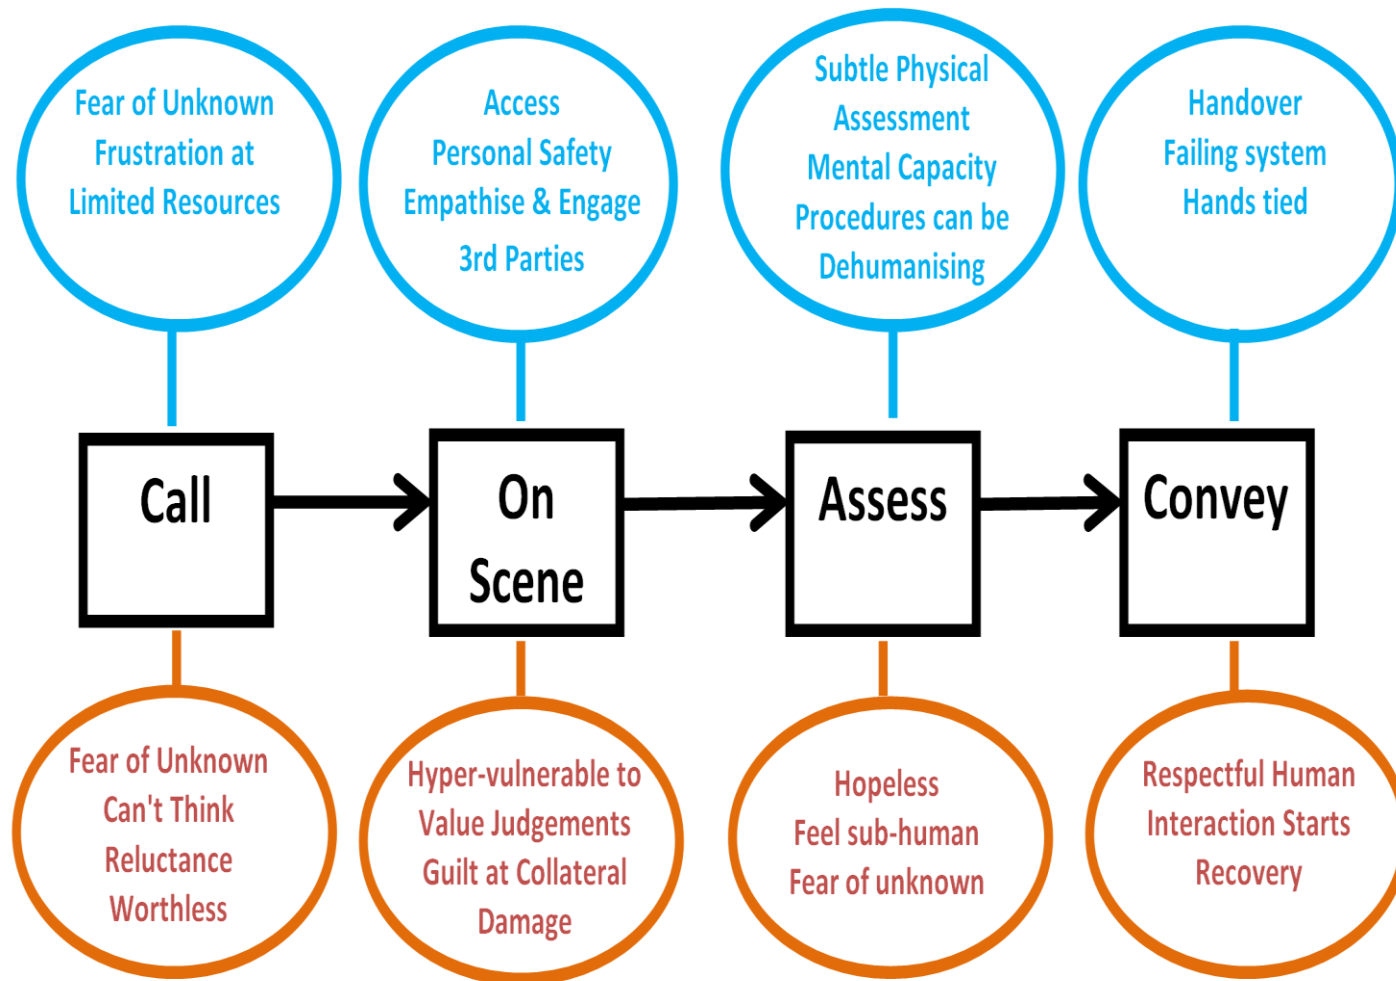 Fear of Unknown
Frustration at
Limited Resources
Access
Personal Safety
Empathise & Engage
3rd Parties
Subtle Physical
Assessment
Mental Capacity
Procedures can be
Dehumanising
Handover
Failing system
Hands tied
Call
On
Scene
Assess
Convey
Fear of Unknown
Can't Think
Reluctance
Worthless
Hyper-vulnerable to
Value Judgements
Guilt at Collateral
Damage
Hopeless
Feel sub-human
Fear of unknown
Respectful Human
Interaction Starts
Recovery